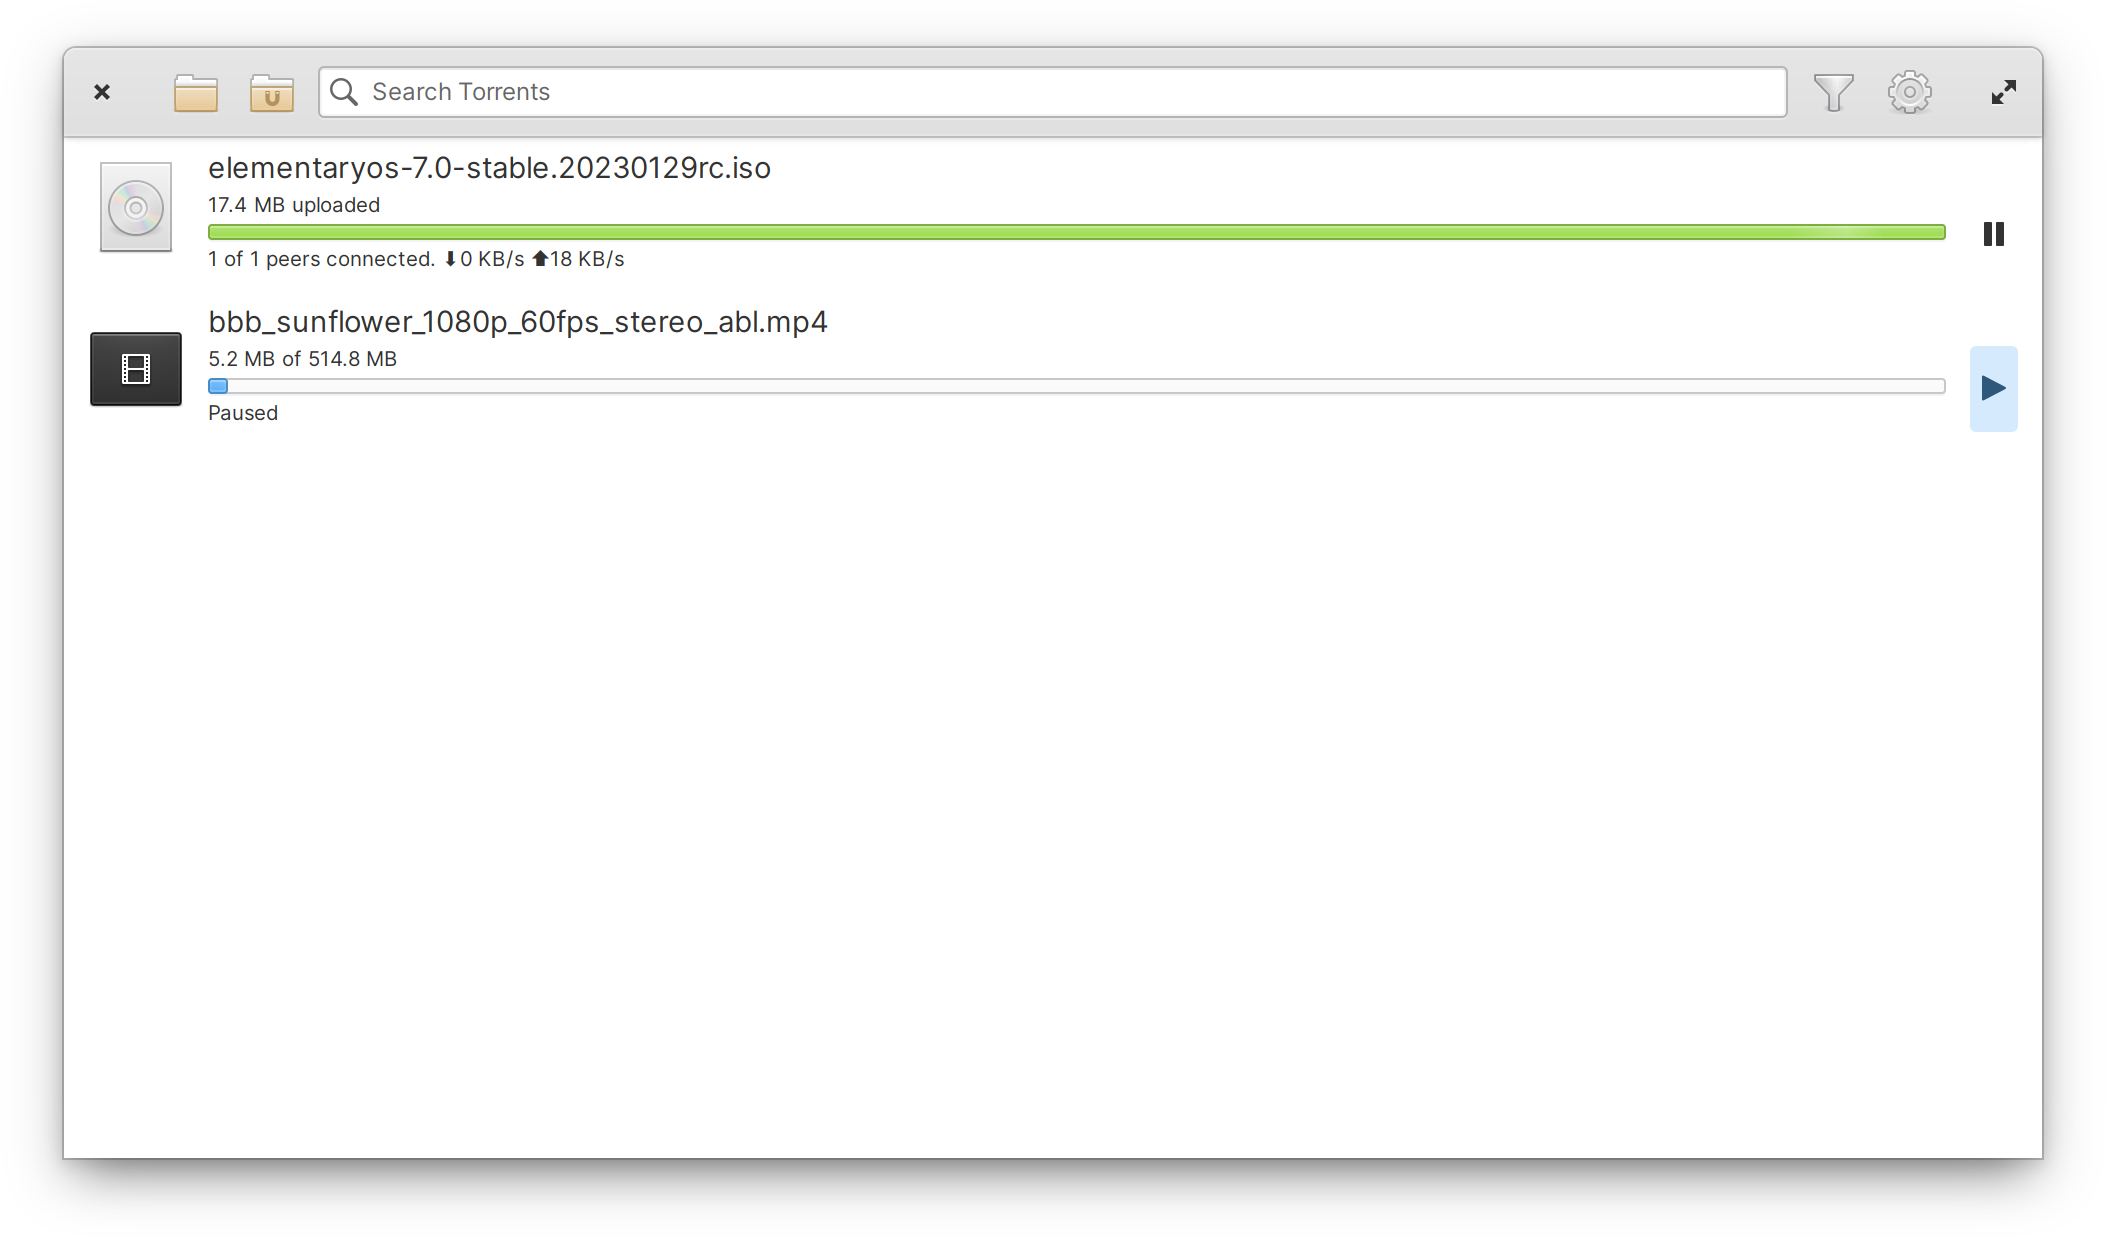 Search Torrents
elementaryos-7.0-stable.20230129rc.iso
17.4 MB uploaded
1 of 1 peers connected. ⬇0 KB/s ⬆18 KB/s
bbb_sunflower_1080p_60fps_stereo_abl.mp4
5.2 MB of 514.8 MB
Paused